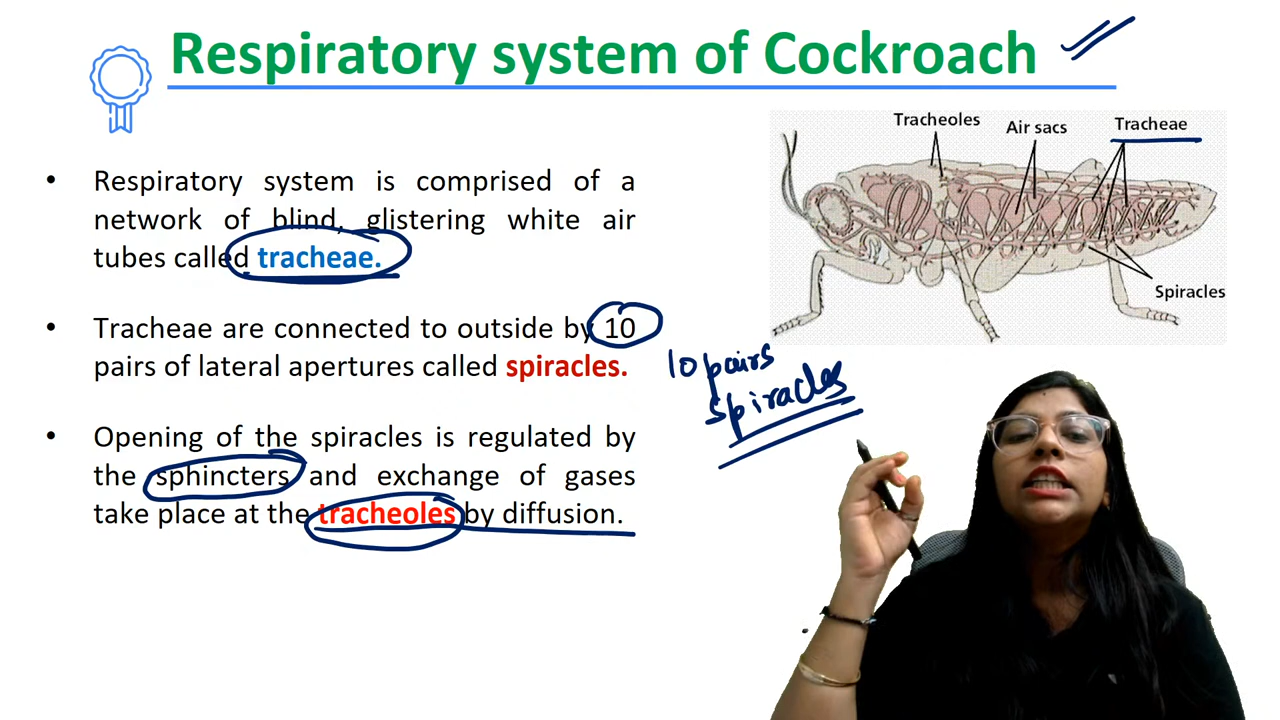 Respiratory system of Cockroach
Tracheoles
Air sacs
Tracheae
Spiracles
• Respiratory system is comprised of a
network of blind, glistering white air
tubes called tracheae.
• Tracheae are connected to outside by 10
pairs of lateral apertures called spiracles.
10 pairs
spiracles
• Opening of the spiracles is regulated by
the sphincters and exchange of gases
take place at the tracheoles by diffusion.